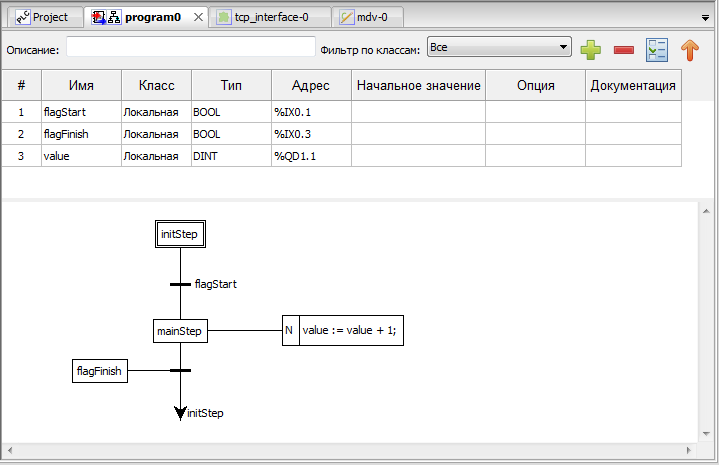 Project program0 tcp_interface-0 mdv-0
Описание: Фильтр по классам: Все
# Имя Класс Тип Адрес Начальное значение Опция Документация
1 flagStart Локальная BOOL %IX0.1
2 flagFinish Локальная BOOL %IX0.3
3 value Локальная DINT %QD1.1
initStep
flagStart
mainStep N value := value + 1;
flagFinish
initStep